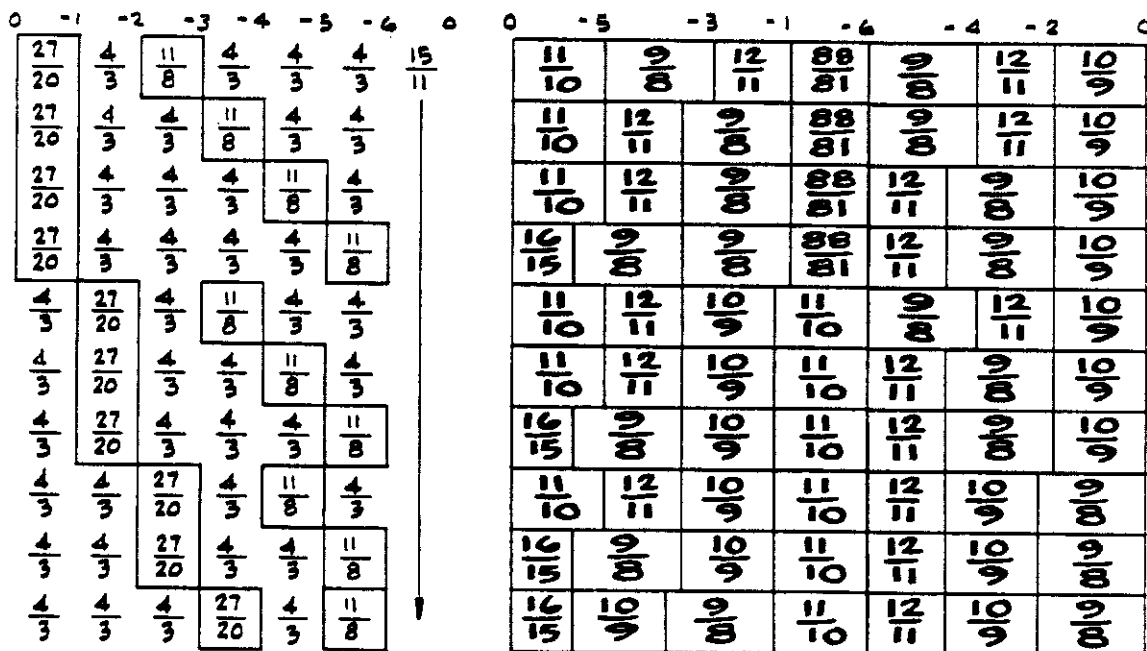 0 -1 -2 -3 -4 -5 -6 0 0 -5 -3 -1 -6 -4 -2 0
27/20 4/3 11/8 4/3 4/3 4/3 15/11 11/10 9/8 12/11 88/81 9/8 12/11 10/9
27/20 4/3 4/3 11/8 4/3 4/3 11/10 12/11 9/8 88/81 9/8 12/11 10/9
27/20 4/3 4/3 4/3 11/8 4/3 11/10 12/11 9/8 88/81 12/11 9/8 10/9
27/20 4/3 4/3 4/3 4/3 11/8 16/15 9/8 9/8 88/81 12/11 9/8 10/9
4/3 27/20 4/3 11/8 4/3 4/3 11/10 12/11 10/9 11/10 9/8 12/11 10/9
4/3 27/20 4/3 4/3 11/8 4/3 11/10 12/11 10/9 11/10 12/11 9/8 10/9
4/3 27/20 4/3 4/3 4/3 11/8 16/15 9/8 10/9 11/10 12/11 9/8 10/9
4/3 4/3 27/20 4/3 11/8 4/3 11/10 12/11 10/9 11/10 12/11 10/9 9/8
4/3 4/3 27/20 4/3 4/3 11/8 16/15 9/8 10/9 11/10 12/11 10/9 9/8
4/3 4/3 4/3 27/20 4/3 11/8 16/15 10/9 9/8 11/10 12/11 10/9 9/8